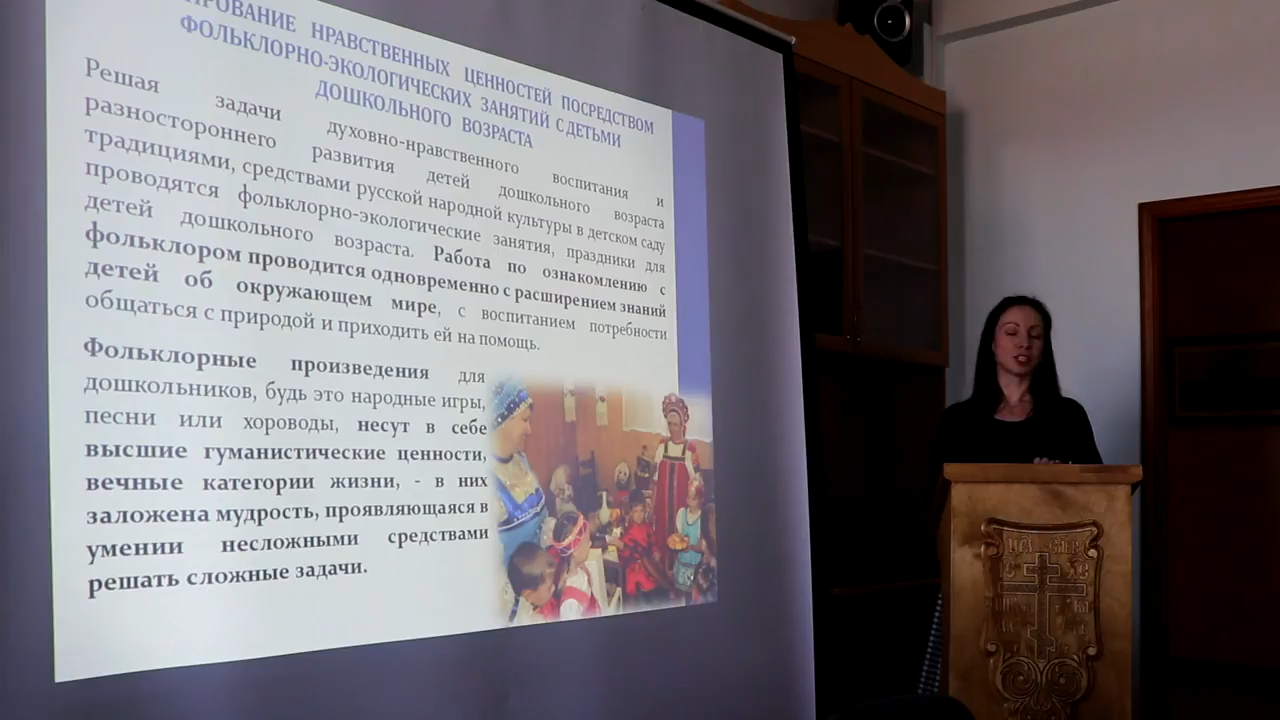 НРАВСТВЕННЫХ ЦЕННОСТЕЙ ПОСРЕДСТВОМ
ФОЛЬКЛОРНО-ЭКОЛОГИЧЕСКИХ ЗАНЯТИЙ С ДЕТЬМИ
ДОШКОЛЬНОГО ВОЗРАСТА
Решая задачи духовно-нравственного воспитания и
разностороннего развития детей дошкольного возраста
традициями, средствами русской народной культуры в детском саду
проводятся фольклорно-экологические занятия, праздники для
детей дошкольного возраста. Работа по ознакомлению с
фольклором проводится одновременно с расширением знаний
детей об окружающем мире, с воспитанием потребности
общаться с природой и приходить ей на помощь.
Фольклорные произведения для
дошкольников, будь это народные игры,
песни или хороводы, несут в себе
высшие гуманистические ценности,
вечные категории жизни, - в них
заложена мудрость, проявляющаяся в
умении несложными средствами
решать сложные задачи.